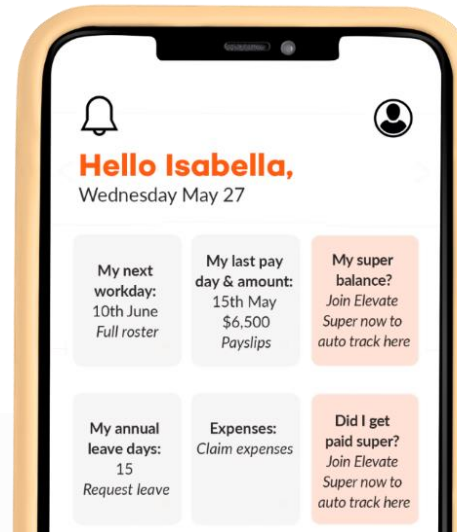 Hello Isabella,
Wednesday May 27
My next
workday:
10th June
Full roster
My last pay
day & amount:
15th May
$6,500
Payslips
My super
balance?
Join Elevate
Super now to
auto track here
My annual
leave days:
15
Request leave
Expenses:
Claim expenses
Did I get
paid super?
Join Elevate
Super now to
auto track here